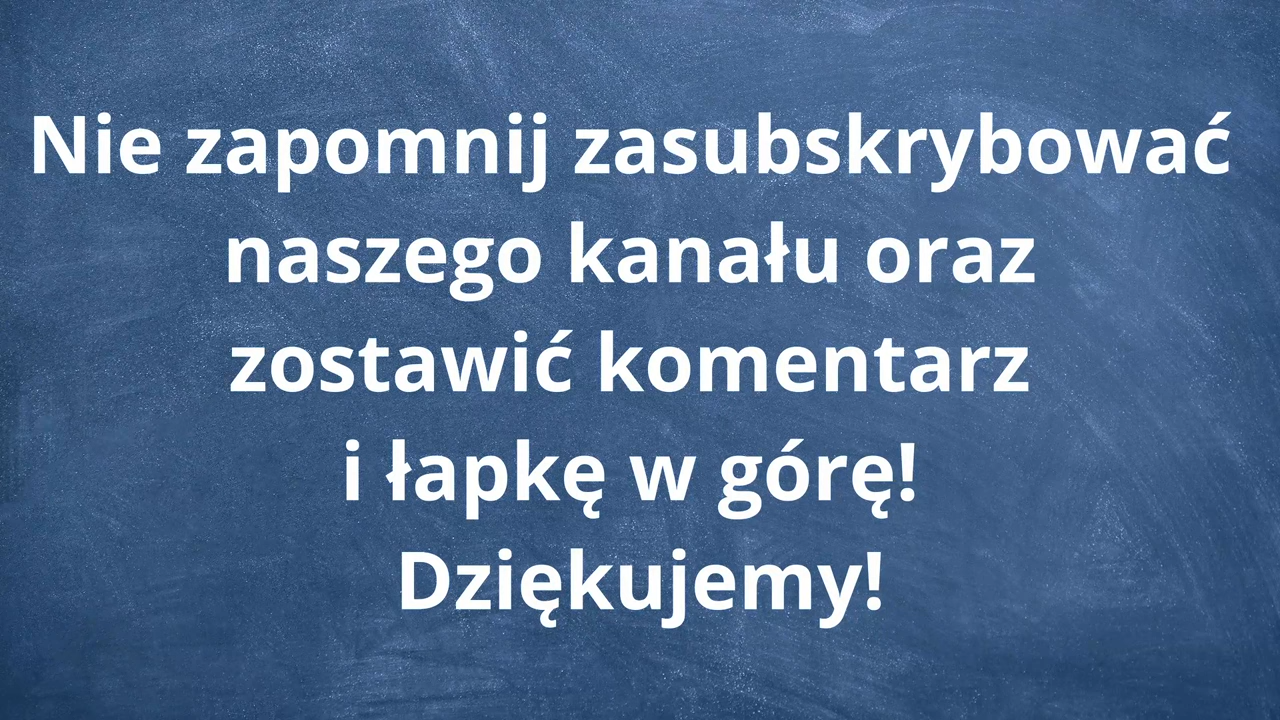 Nie zapomnij zasubskrybować
naszego kanału oraz
zostawić komentarz
i łapkę w górę!
Dziękujemy!